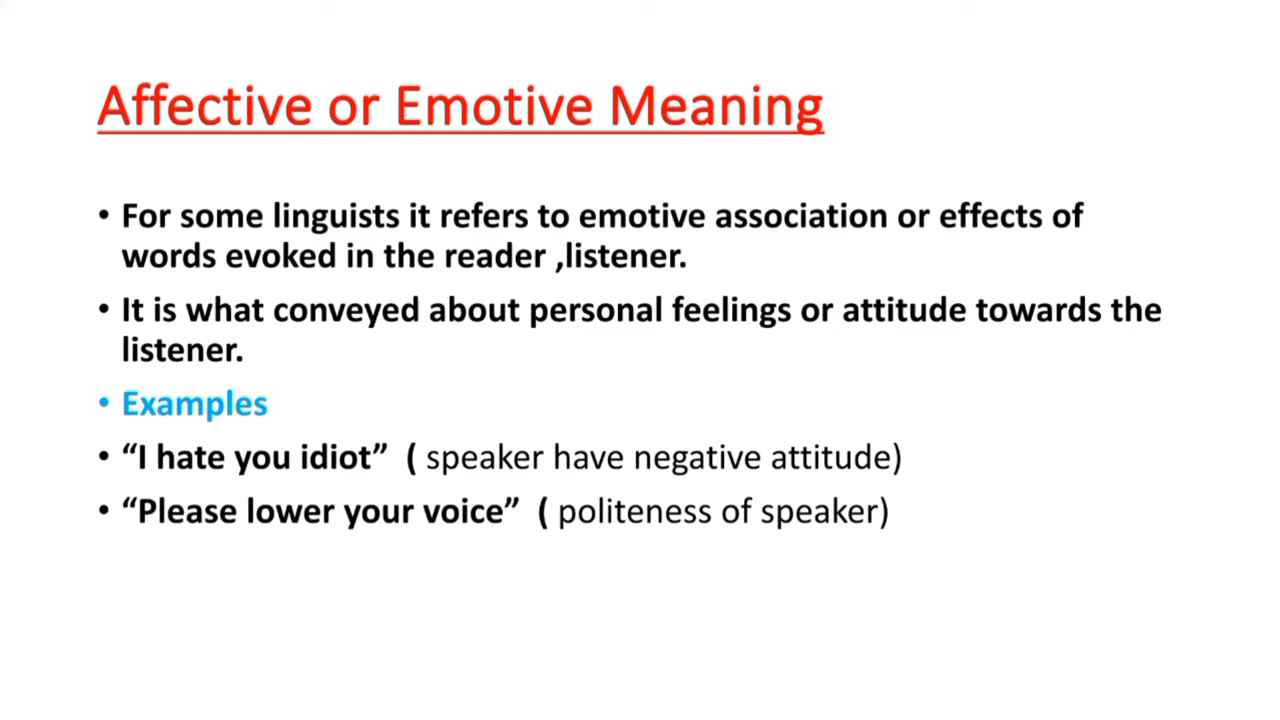 Affective or Emotive Meaning
• For some linguists it refers to emotive association or effects of
words evoked in the reader ,listener.
• It is what conveyed about personal feelings or attitude towards the
listener.
• Examples
• “I hate you idiot” ( speaker have negative attitude)
• “Please lower your voice” ( politeness of speaker)